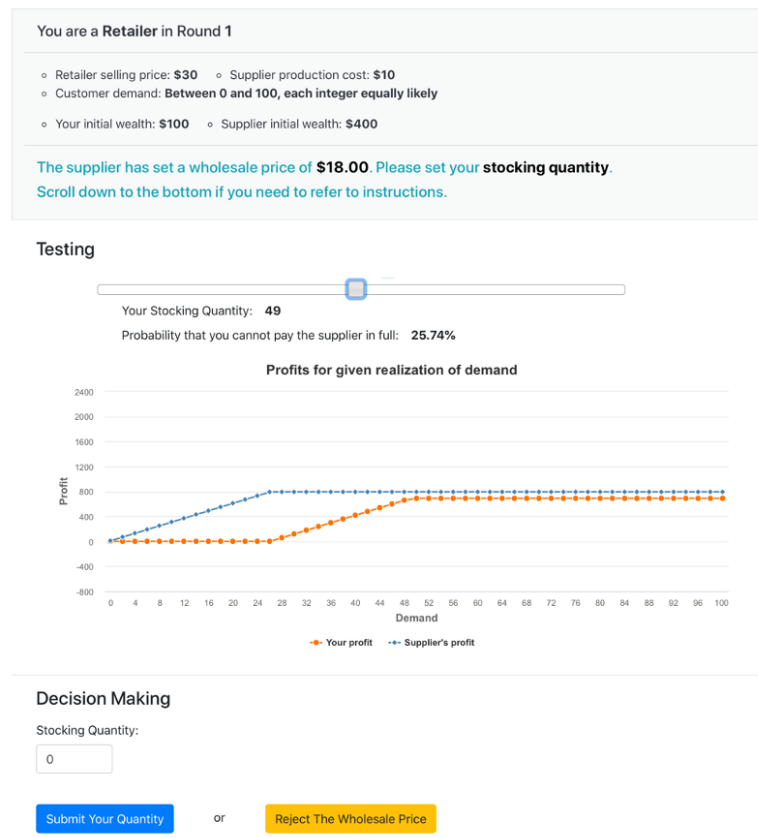 You are a Retailer in Round 1
Retailer selling price: $30 Supplier production cost: $10
Customer demand: Between 0 and 100, each integer equally likely
Your initial wealth: $100 Supplier initial wealth: $400
The supplier has set a wholesale price of $18.00. Please set your stocking quantity.
Scroll down to the bottom if you need to refer to instructions.
Testing
Your Stocking Quantity: 49
Probability that you cannot pay the supplier in full: 25.74%
Profits for given realization of demand
2400
2000
1600
1200
800
400
0
-400
-800
Profit
0 4 8 12 16 20 24 28 32 36 40 44 48 52 56 60 64 68 72 76 80 84 88 92 96 100
Demand
Your profit Supplier's profit
Decision Making
Stocking Quantity:
0
Submit Your Quantity or Reject The Wholesale Price